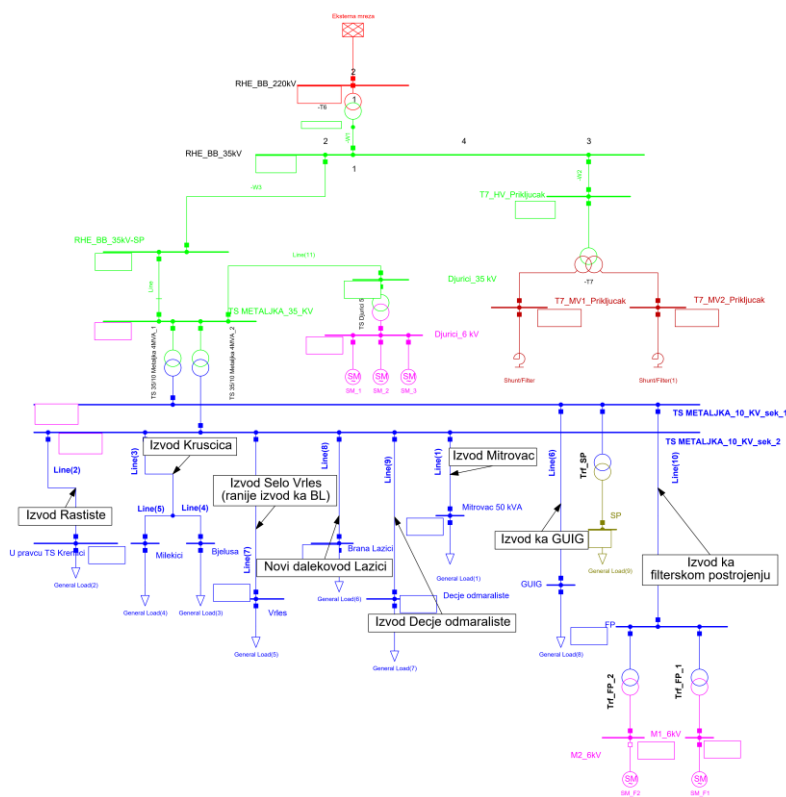 Eksterna mreza
2
RHE_BB_220kV
1
-T8
-W1
2
4
3
RHE_BB_35kV
1
-W3
-W2
T7_HV_Prikljucak
RHE_BB_35kV-SP
Line(11)
-T7
Line
Djurici_35 kV
T7_MV1_Prikljucak
T7_MV2_Prikljucak
TS METALJKA_35_KV
TS Djurici 5
Djurici_6 kV
TS 35/10 Metaljka 4MVA_1
TS 35/10 Metaljka 4MVA_2
SM
SM
SM
SM_1
SM_2
SM_3
Shunt/Filter
Shunt/Filter(1)
TS METALJKA_10_KV_sek_1
TS METALJKA_10_KV_sek_2
Line(2)
Line(3)
Izvod Kruscica
Line(8)
Line(9)
Line(1)
Izvod Mitrovac
Line(6)
Trf_SP
Line(10)
Izvod Selo Vrles
(ranije izvod ka BL)
Line(5)
Line(4)
Izvod Rastiste
Mitrovac 50 kVA
SP
Izvod ka GUIG
U pravcu TS Kremici
Milekici
Bjelusa
Line(7)
Brana Lazici
Novi dalekovod Lazici
Izvod ka
filterskom postrojenju
General Load(2)
General Load(4)
General Load(3)
General Load(6)
General Load(1)
General Load(9)
GUIG
Vrles
Decje odmaraliste
Izvod Decje odmaraliste
FP
General Load(5)
General Load(7)
General Load(8)
Trf_FP_2
Trf_FP_1
M1_6kV
M2_6kV
SM
SM
SM_F2
SM_F1